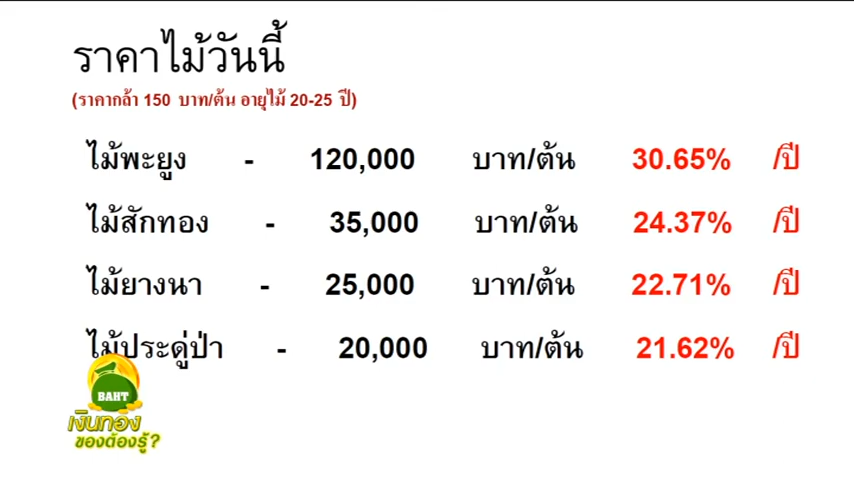 ราคาไม้วันนี้
(ราคากล้า 150 บาท/ต้น อายุไม้ 20-25 ปี)
ไม้พะยูง - 120,000 บาท/ต้น 30.65% /ปี
ไม้สักทอง - 35,000 บาท/ต้น 24.37% /ปี
ไม้ยางนา - 25,000 บาท/ต้น 22.71% /ปี
ไม้ประดู่ป่า - 20,000 บาท/ต้น 21.62% /ปี
BAHT
เงินทอง
ของต้องรู้?